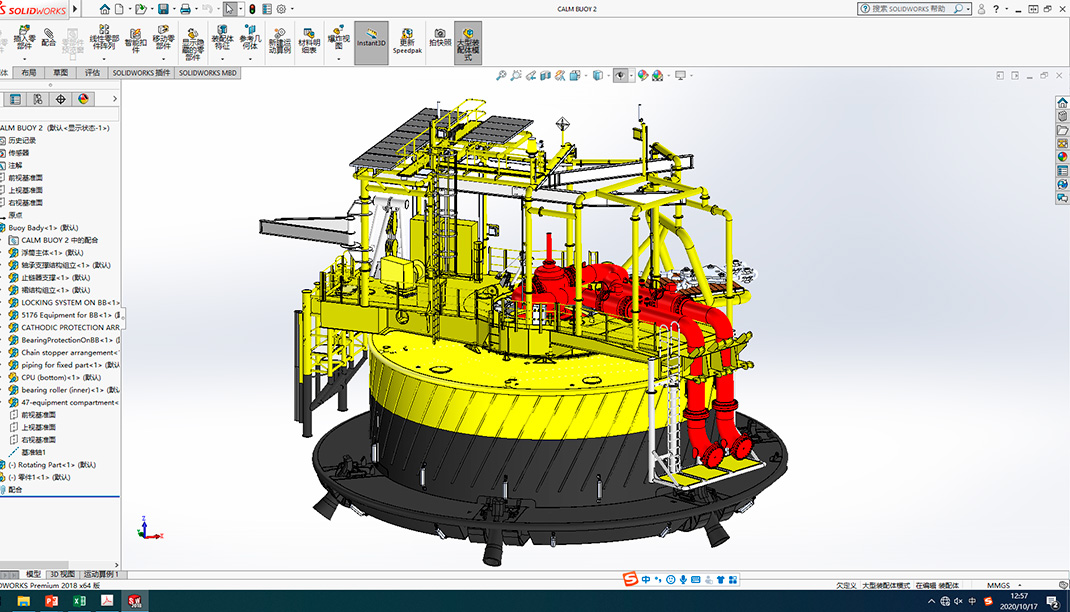 SOLIDWORKS
CALM BUOY 2
搜索 SOLIDWORKS 帮助
插入零部件
配合
线性零部件阵列
智能扣件
移动零部件
显示隐藏的零部件
装配体特征
参考几何体
新建运动算例
材料明细表
爆炸视图
Instant3D
更新 Speedpak
拍快照
大型装配体模式
布局
草图
评估
SOLIDWORKS 插件
SOLIDWORKS MBD
ALM BUOY 2 (默认<显示状态-1>)
历史记录
传感器
注解
前视基准面
上视基准面
右视基准面
原点
Buoy Bady<1> (默认)
CALM BUOY 2 中的配合
浮筒主体<1> (默认)
轴承支撑结构组立<1> (默认)
止链器支撑<1> (默认)
裙结构组立<1> (默认)
LOCKING SYSTEM ON BB<1>
5176 Equipment for BB<1>
CATHODIC PROTECTION ARR
BearingProtectionOnBB<1> (默
Chain stopper arrangement<
piping for fixed part<1> (默认
CPU (bottom)<1> (默认)
bearing roller (inner)<1> (默认
47-equipment compartment<
前视基准面
上视基准面
右视基准面
基准轴1
(-) Rotating Part<1> (默认)
(-) 零件1<1> (默认)
配合
模型
3D 视图
运动算例 1
DWORKS Premium 2018 x64 版
中
欠定义
大型装配体模式
在编辑 装配体
MMGS
中
12:57
2020/10/17